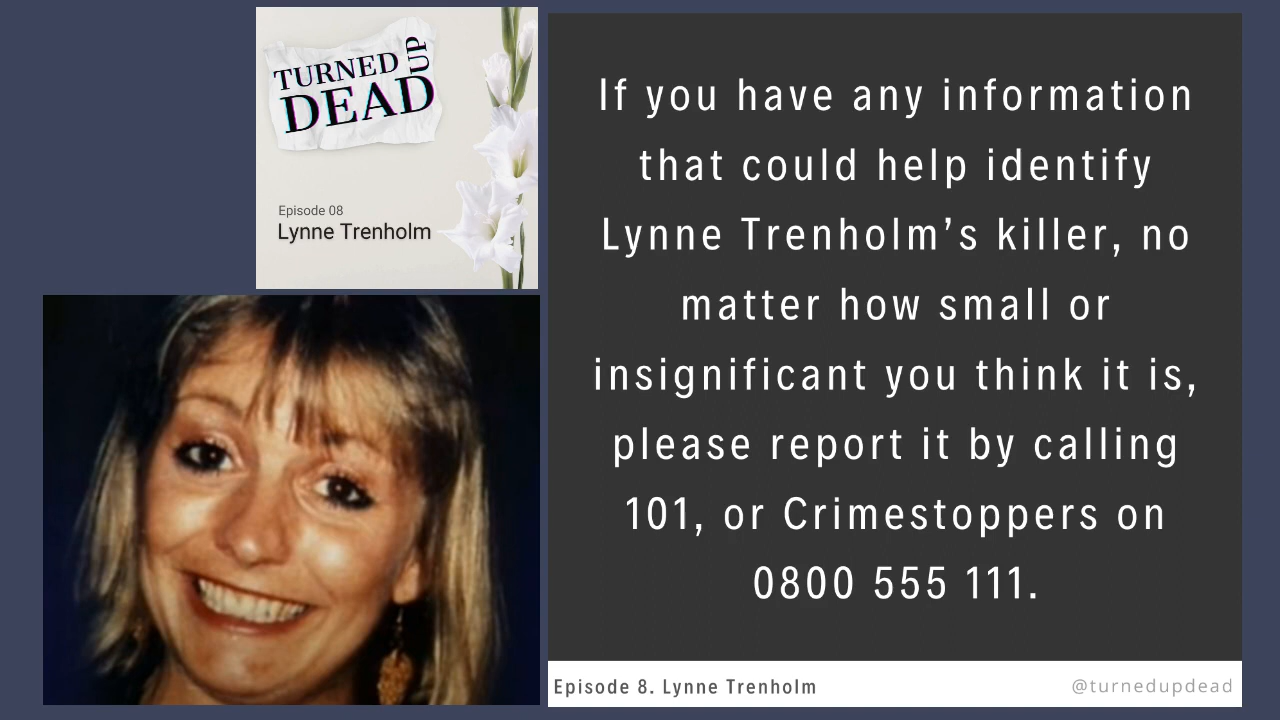 TURNED UP
DEAD
Episode 08
Lynne Trenholm
If you have any information
that could help identify
Lynne Trenholm’s killer, no
matter how small or
insignificant you think it is,
please report it by calling
101, or Crimestoppers on
0800 555 111.
Episode 8. Lynne Trenholm
@turnedupdead